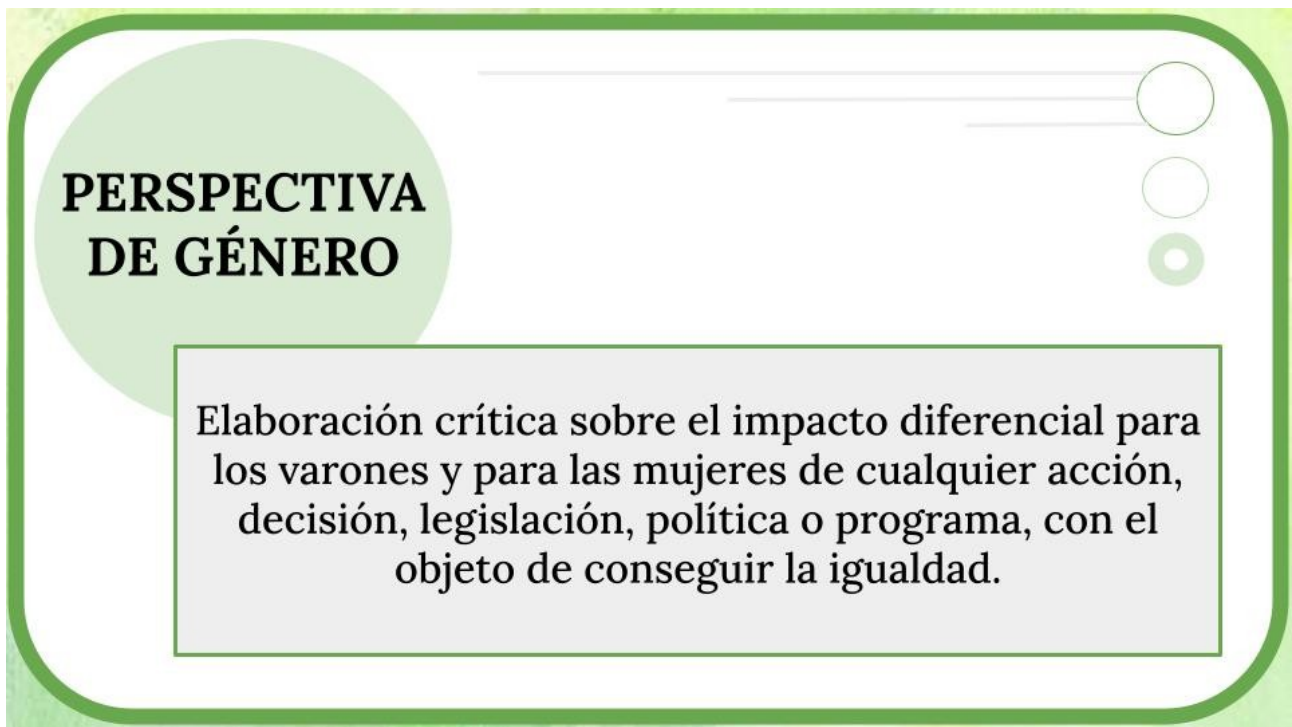 PERSPECTIVA
DE GÉNERO
Elaboración crítica sobre el impacto diferencial para
los varones y para las mujeres de cualquier acción,
decisión, legislación, política o programa, con el
objeto de conseguir la igualdad.